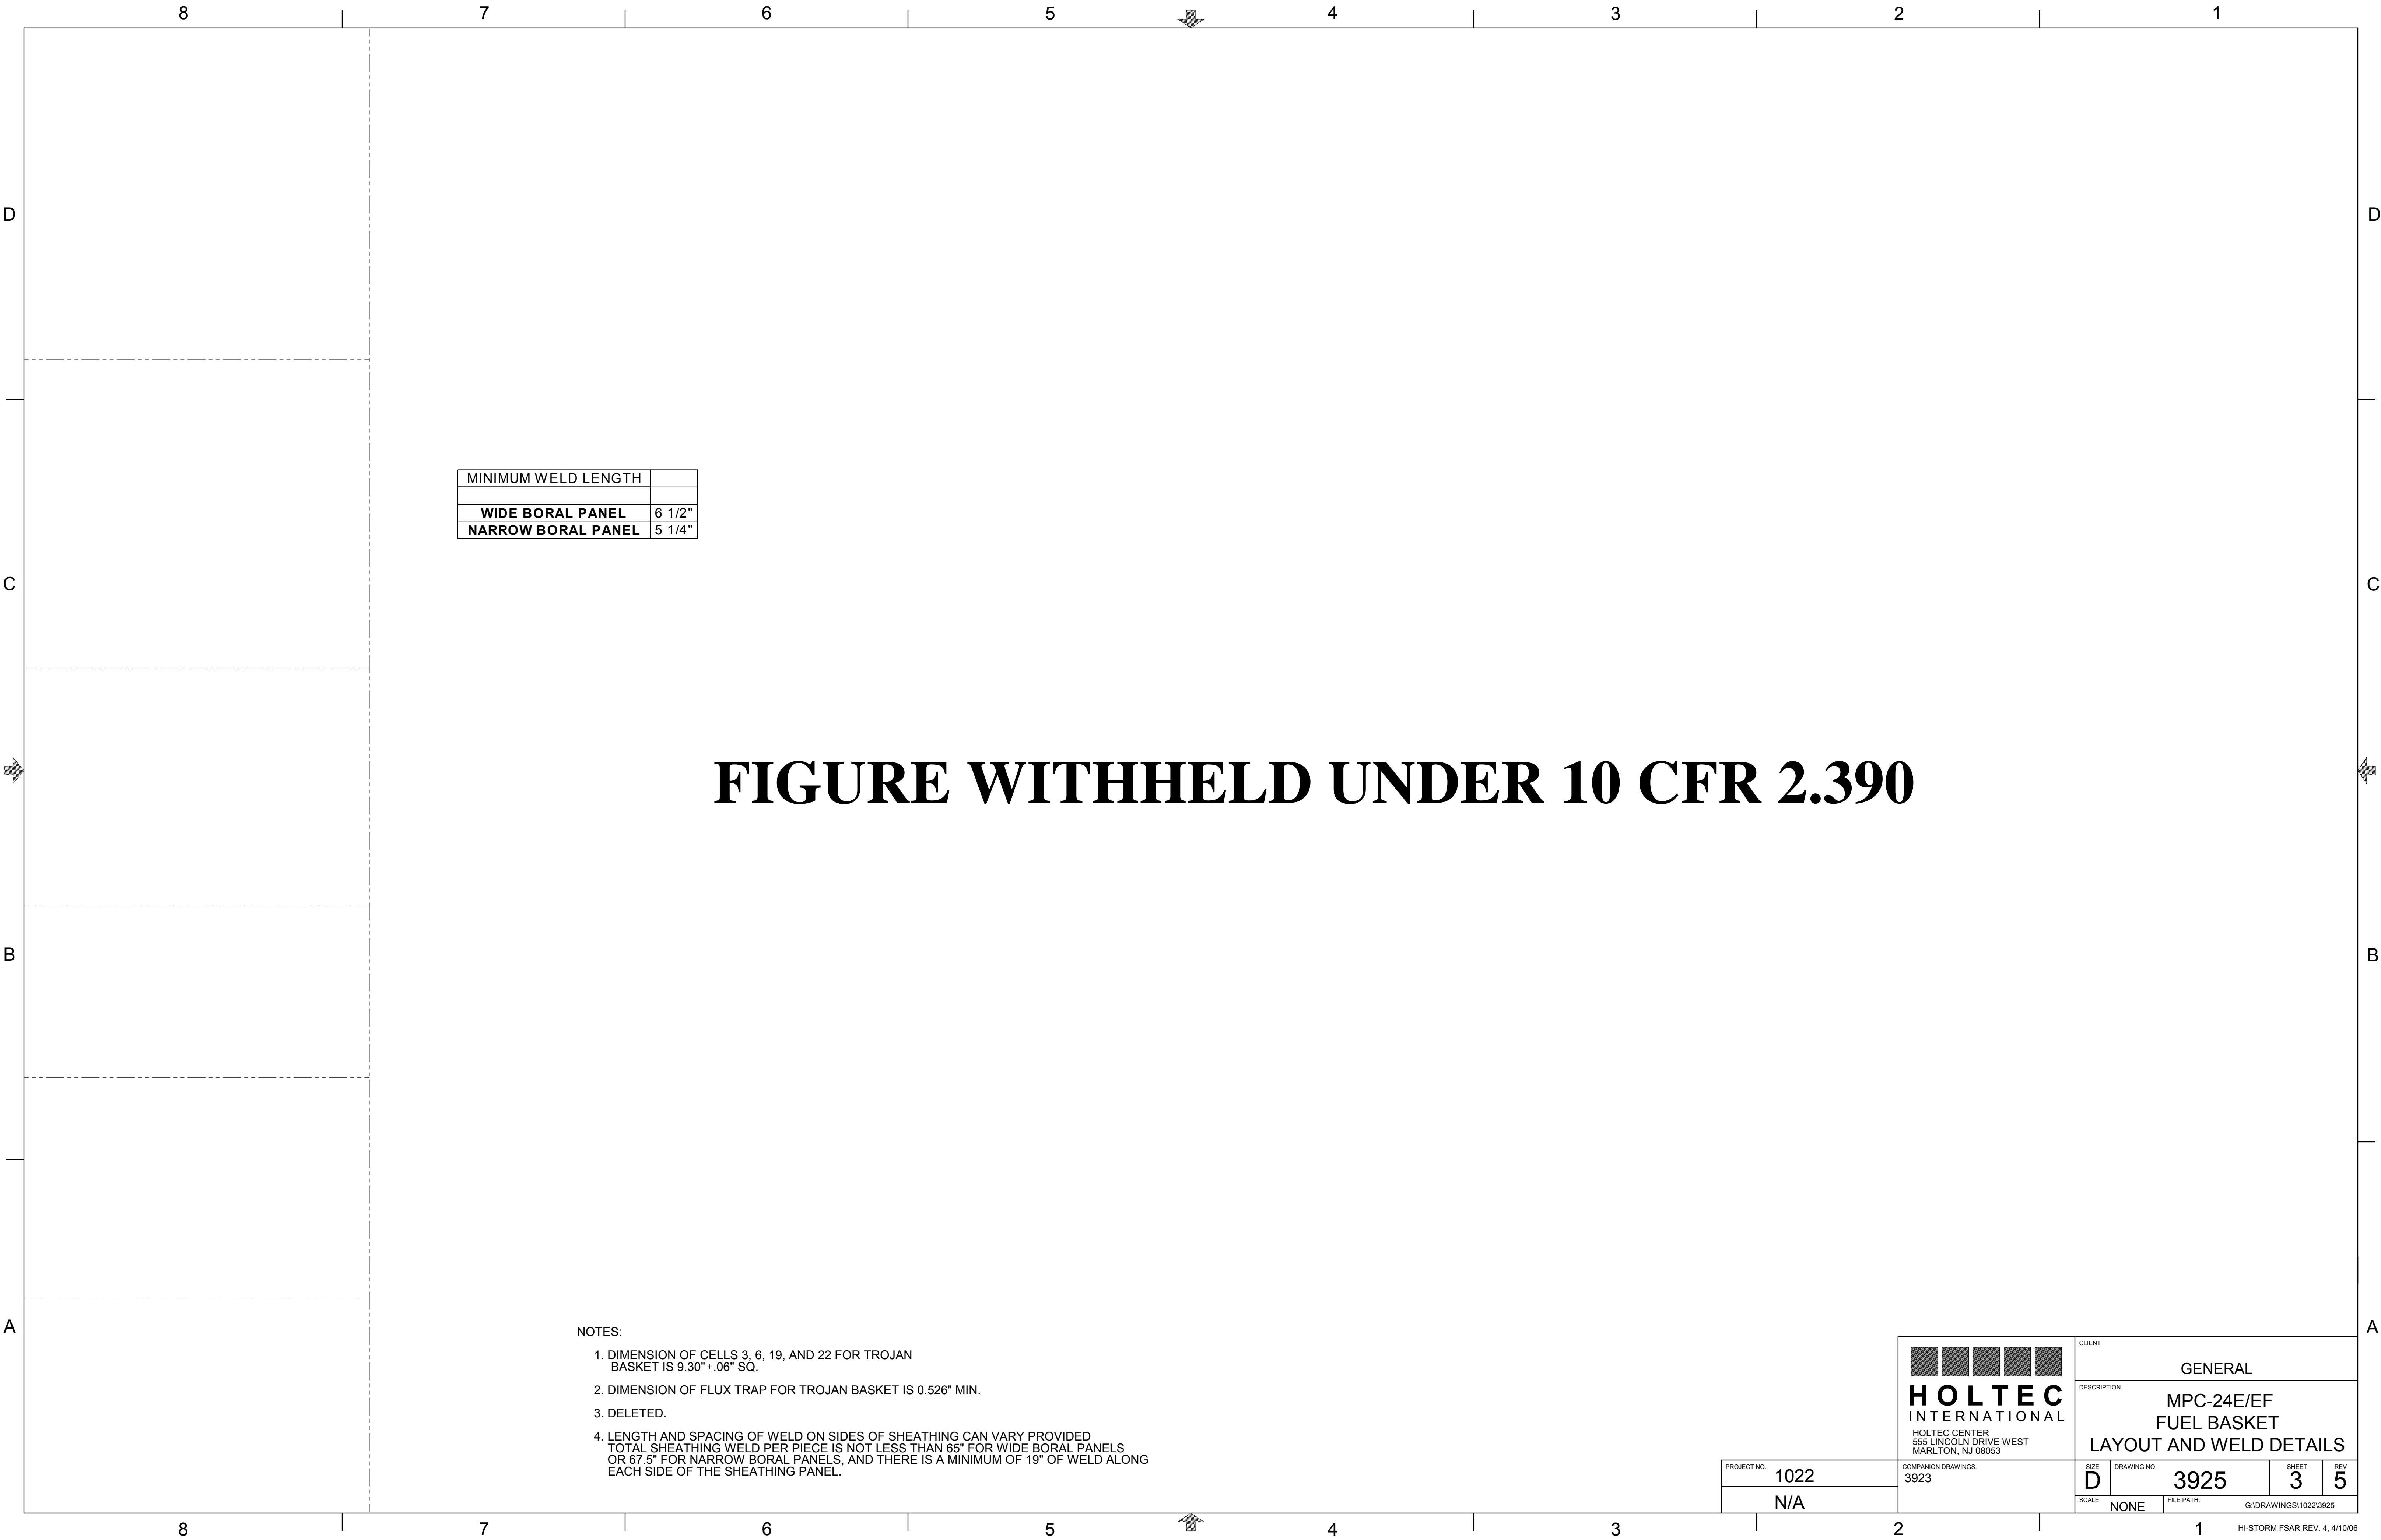 8 7 6 5 4 3 2 1
D D
MINIMUM WELD LENGTH
WIDE BORAL PANEL 6 1/2"
NARROW BORAL PANEL 5 1/4"
C C
FIGURE WITHHELD UNDER 10 CFR 2.390
B B
A A
NOTES:
1. DIMENSION OF CELLS 3, 6, 19, AND 22 FOR TROJAN
BASKET IS 9.30"±.06" SQ.
2. DIMENSION OF FLUX TRAP FOR TROJAN BASKET IS 0.526" MIN.
3. DELETED.
4. LENGTH AND SPACING OF WELD ON SIDES OF SHEATHING CAN VARY PROVIDED
TOTAL SHEATHING WELD PER PIECE IS NOT LESS THAN 65" FOR WIDE BORAL PANELS
OR 67.5" FOR NARROW BORAL PANELS, AND THERE IS A MINIMUM OF 19" OF WELD ALONG
EACH SIDE OF THE SHEATHING PANEL.
HOLTEC
INTERNATIONAL
HOLTEC CENTER
555 LINCOLN DRIVE WEST
MARLTON, NJ 08053
CLIENT
GENERAL
DESCRIPTION
MPC-24E/EF
FUEL BASKET
LAYOUT AND WELD DETAILS
PROJECT NO. 1022
N/A
COMPANION DRAWINGS:
3923
SIZE D
DRAWING NO. 3925
SHEET 3
REV 5
SCALE NONE
FILE PATH: G:\DRAWINGS\1022\3925
8 7 6 5 4 3 2 1
HI-STORM FSAR REV. 4, 4/10/06